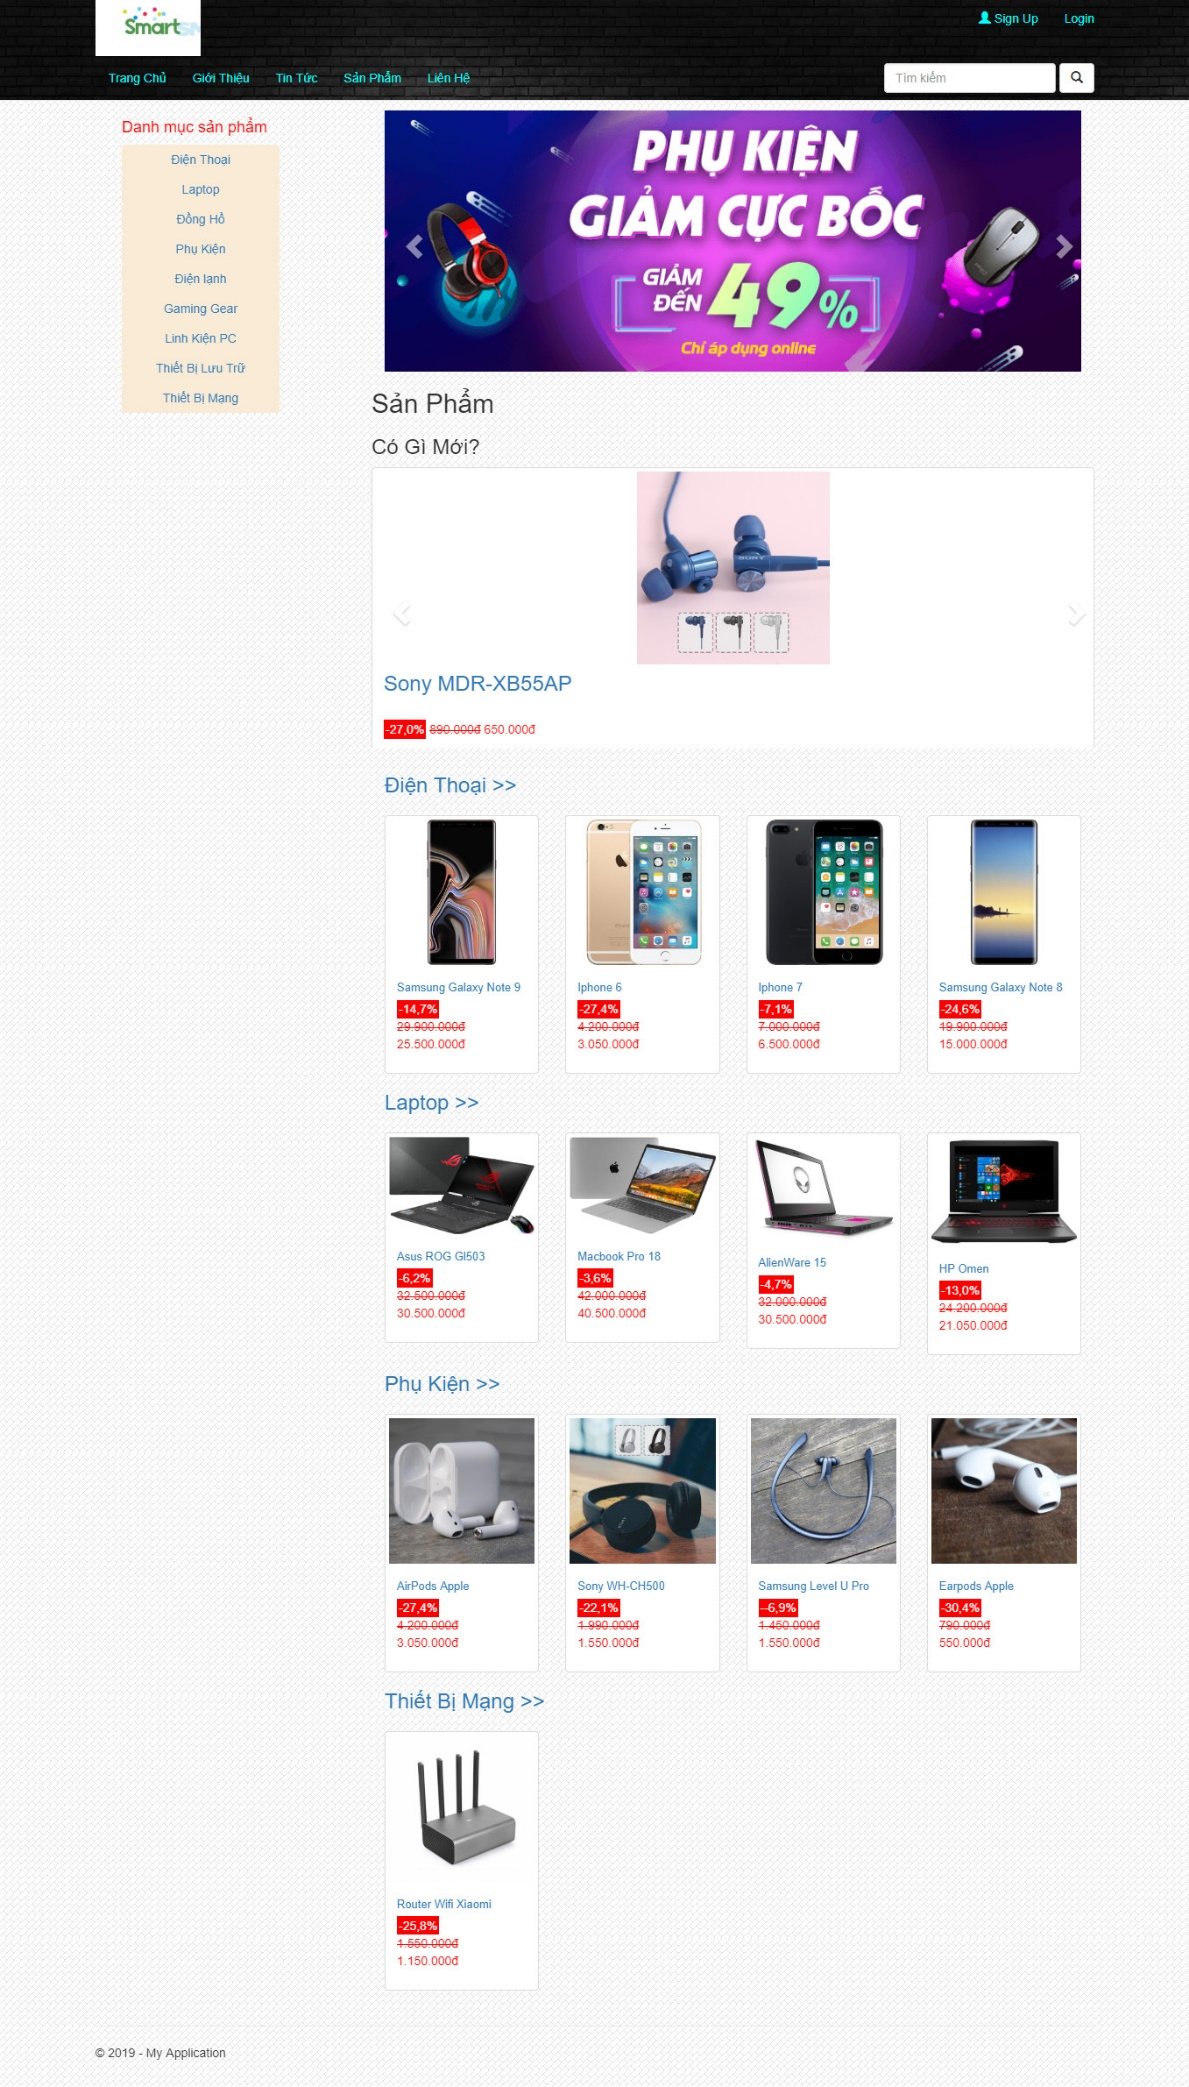 Smart
Sign Up
Login
Trang Chủ
Giới Thiệu
Tin Tức
Sản Phẩm
Liên Hệ
Tìm kiếm
Danh mục sản phẩm
Điện Thoại
Laptop
Đồng Hồ
Phụ Kiện
Điện lạnh
Gaming Gear
Linh Kiện PC
Thiết Bị Lưu Trữ
Thiết Bị Mạng
PHỤ KIỆN
GIẢM CỰC BỐC
GIẢM
ĐẾN
49%
Chỉ áp dụng online
Sản Phẩm
Có Gì Mới?
SONY
Sony MDR-XB55AP
-27,0% 890.000đ 650.000đ
Điện Thoại >>
Samsung Galaxy Note 9
-14,7%
29.900.000đ
25.500.000đ
Iphone 6
-27,4%
4.200.000đ
3.050.000đ
Iphone 7
-7,1%
7.000.000đ
6.500.000đ
Samsung Galaxy Note 8
-24,6%
19.900.000đ
15.000.000đ
Laptop >>
Asus ROG Gl503
-6,2%
32.500.000đ
30.500.000đ
Macbook Pro 18
-3,6%
42.000.000đ
40.500.000đ
AlienWare 15
-4,7%
32.000.000đ
30.500.000đ
HP Omen
-13,0%
24.200.000đ
21.050.000đ
Phụ Kiện >>
AirPods Apple
-27,4%
4.200.000đ
3.050.000đ
Sony WH-CH500
-22,1%
1.990.000đ
1.550.000đ
Samsung Level U Pro
--6,9%
1.450.000đ
1.550.000đ
Earpods Apple
-30,4%
790.000đ
550.000đ
Thiết Bị Mạng >>
Router Wifi Xiaomi
-25,8%
1.550.000đ
1.150.000đ
© 2019 - My Application